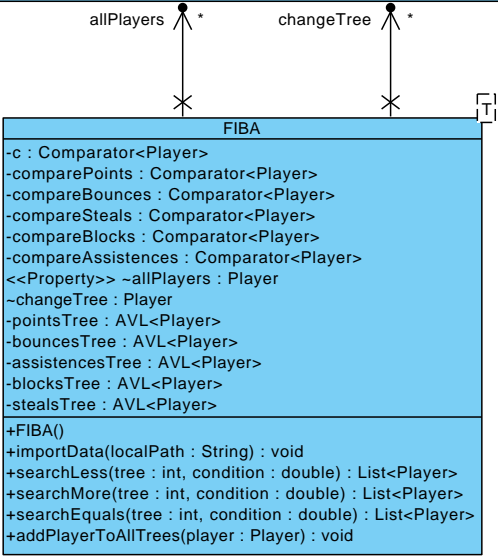 allPlayers * changeTree *
T
FIBA
-c : Comparator<Player>
-comparePoints : Comparator<Player>
-compareBounces : Comparator<Player>
-compareSteals : Comparator<Player>
-compareBlocks : Comparator<Player>
-compareAssistences : Comparator<Player>
<<Property>> ~allPlayers : Player
~changeTree : Player
-pointsTree : AVL<Player>
-bouncesTree : AVL<Player>
-assistencesTree : AVL<Player>
-blocksTree : AVL<Player>
-stealsTree : AVL<Player>
+FIBA()
+importData(localPath : String) : void
+searchLess(tree : int, condition : double) : List<Player>
+searchMore(tree : int, condition : double) : List<Player>
+searchEquals(tree : int, condition : double) : List<Player>
+addPlayerToAllTrees(player : Player) : void